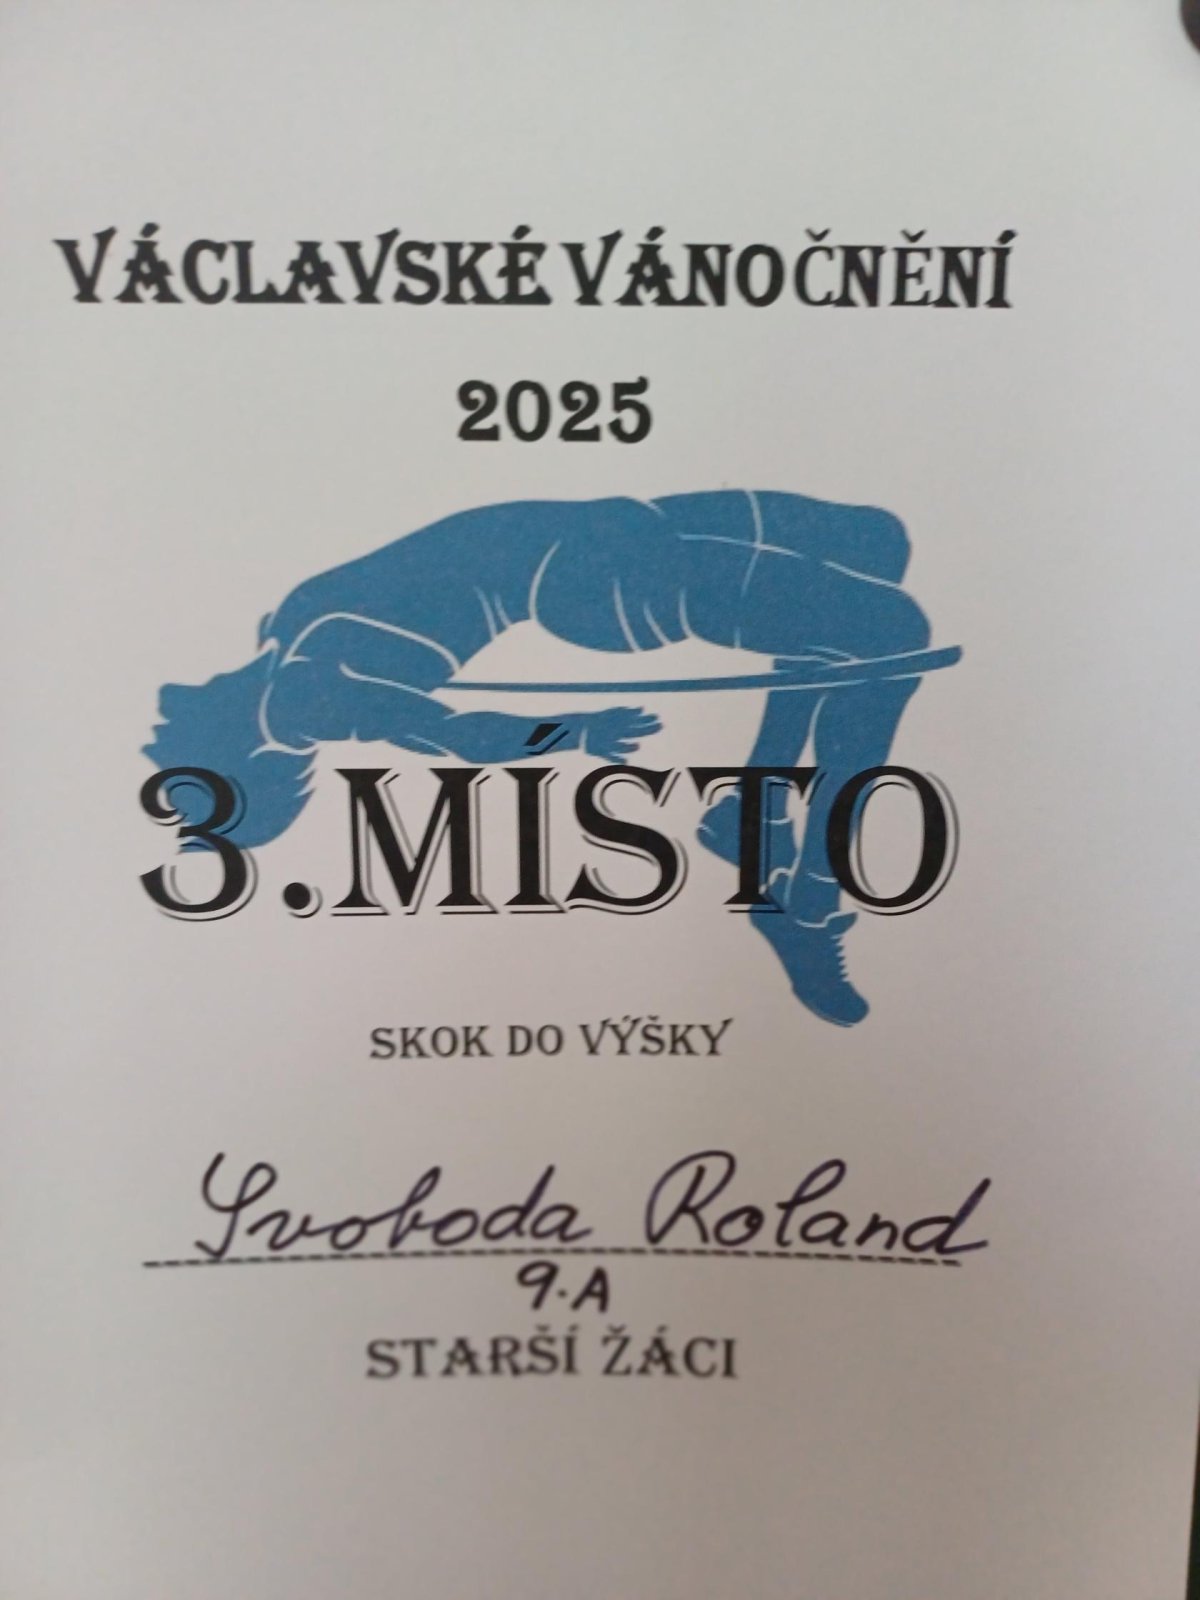 VÁCLAVSKÉ VÁNOČNĚNÍ
2025
3.MÍSTO
SKOK DO VÝŠKY
Svoboda Roland
9.A
STARŠÍ ŽÁCI